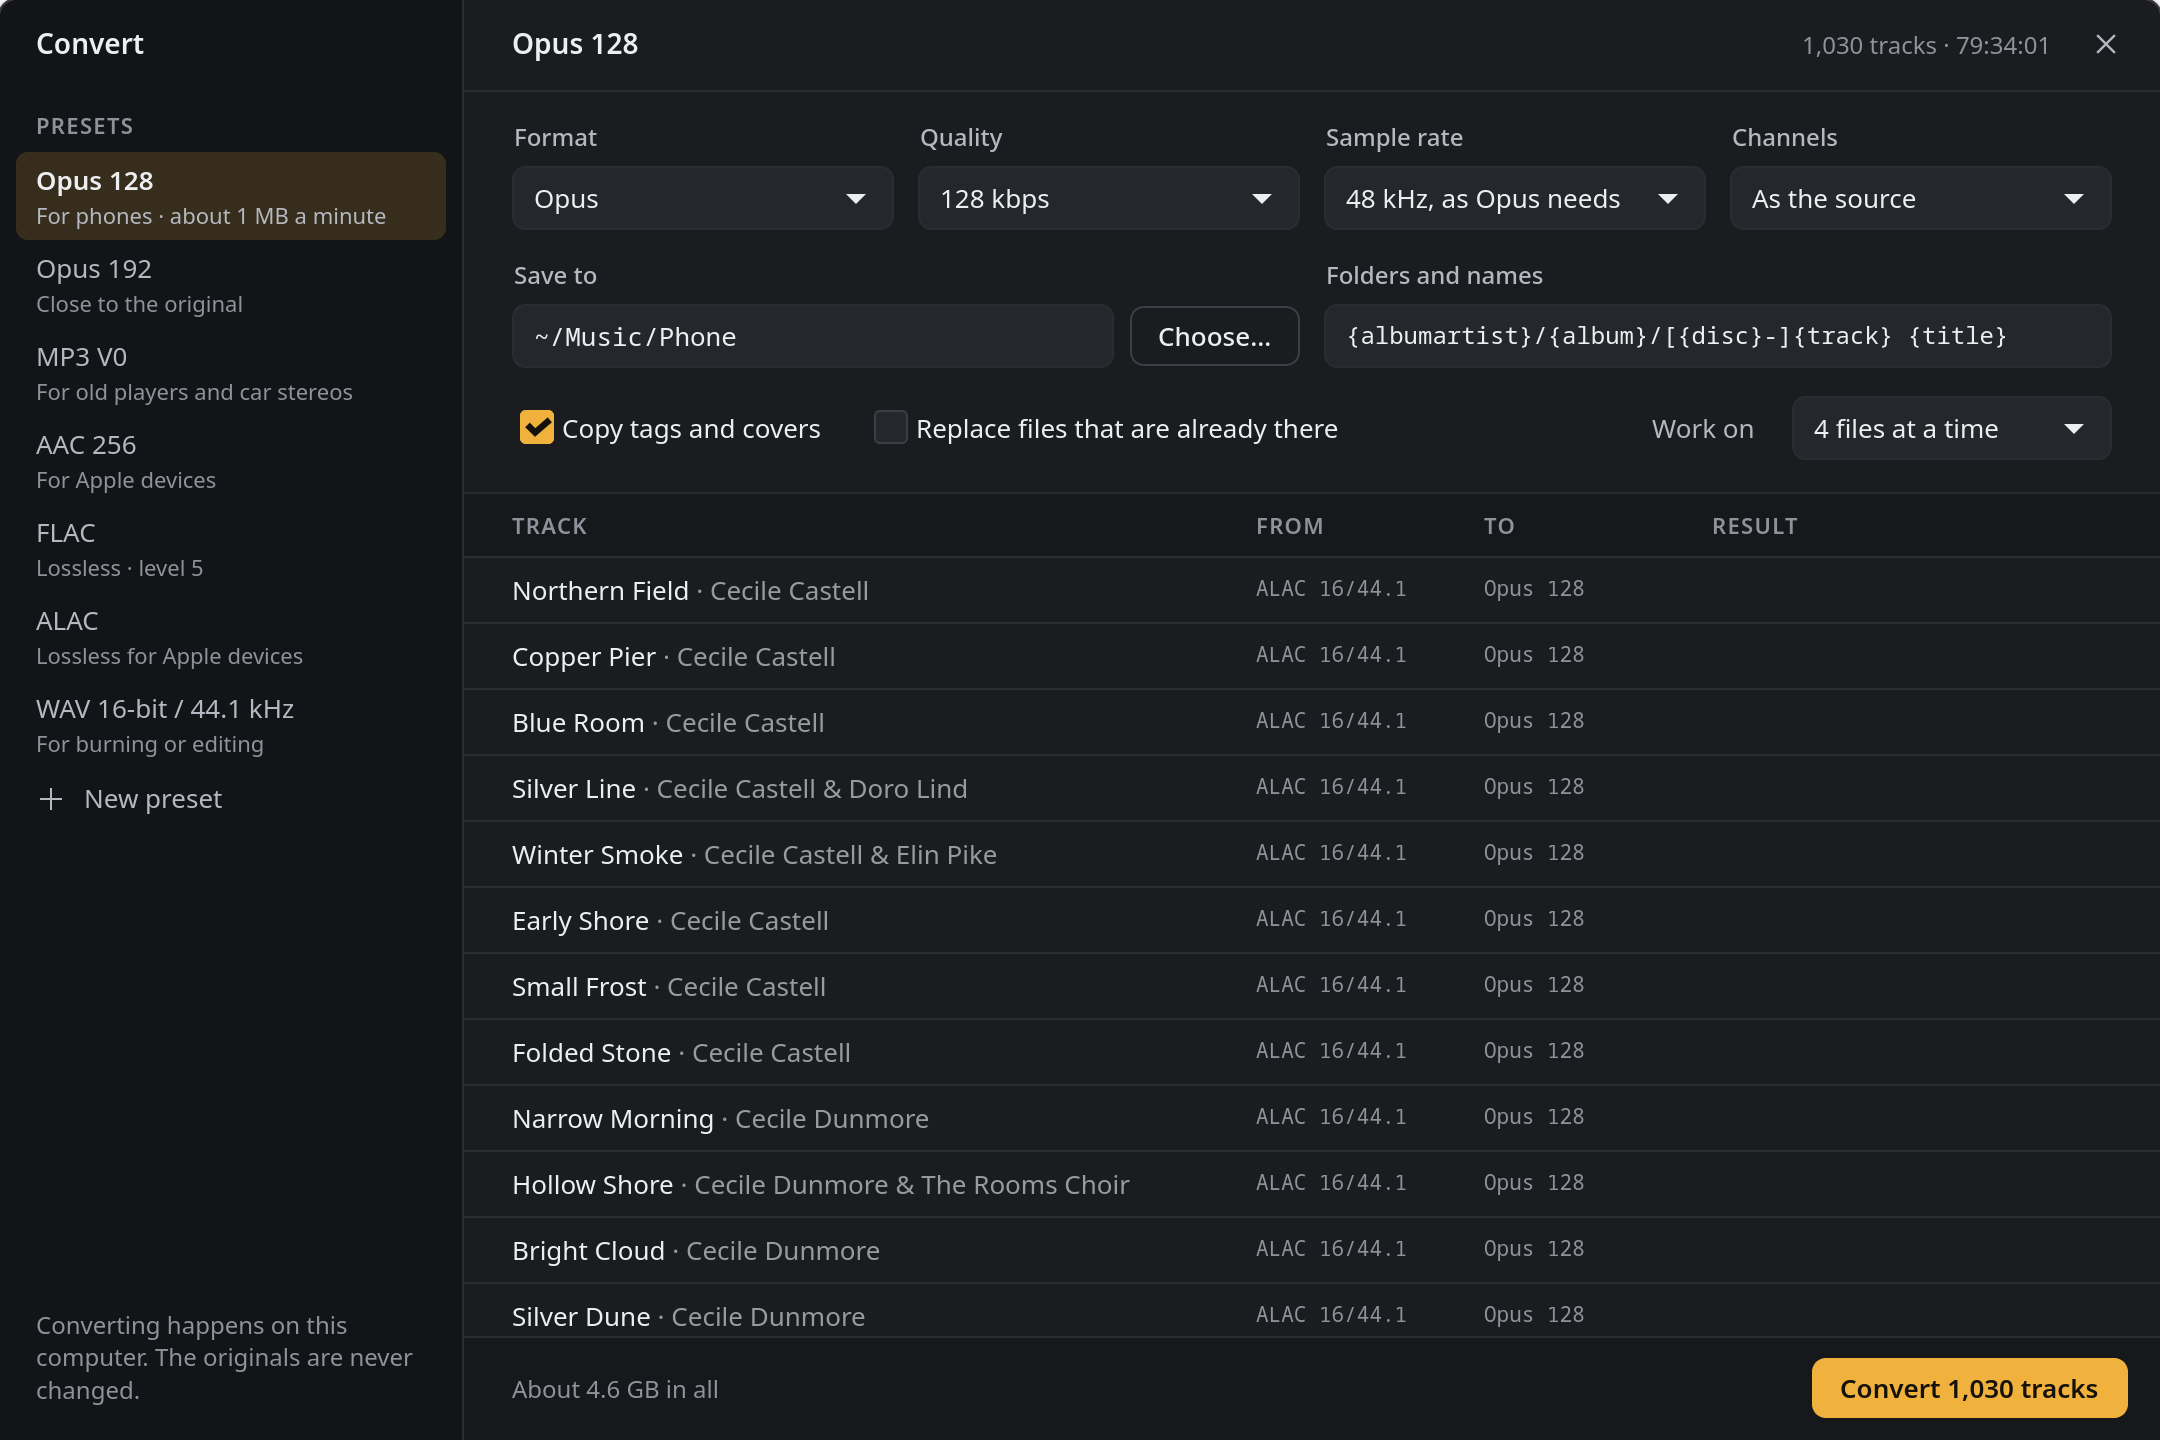 Convert
PRESETS
Opus 128
For phones · about 1 MB a minute
Opus 192
Close to the original
MP3 V0
For old players and car stereos
AAC 256
For Apple devices
FLAC
Lossless · level 5
ALAC
Lossless for Apple devices
WAV 16-bit / 44.1 kHz
For burning or editing
New preset
Converting happens on this
computer. The originals are never
changed.
Opus 128
1,030 tracks · 79:34:01
Format
Quality
Sample rate
Channels
Opus
128 kbps
48 kHz, as Opus needs
As the source
Save to
Folders and names
~/Music/Phone
Choose…
{albumartist}/{album}/[{disc}-]{track} {title}
Copy tags and covers
Replace files that are already there
Work on
4 files at a time
TRACK FROM TO RESULT
Northern Field · Cecile Castell ALAC 16/44.1 Opus 128
Copper Pier · Cecile Castell ALAC 16/44.1 Opus 128
Blue Room · Cecile Castell ALAC 16/44.1 Opus 128
Silver Line · Cecile Castell & Doro Lind ALAC 16/44.1 Opus 128
Winter Smoke · Cecile Castell & Elin Pike ALAC 16/44.1 Opus 128
Early Shore · Cecile Castell ALAC 16/44.1 Opus 128
Small Frost · Cecile Castell ALAC 16/44.1 Opus 128
Folded Stone · Cecile Castell ALAC 16/44.1 Opus 128
Narrow Morning · Cecile Dunmore ALAC 16/44.1 Opus 128
Hollow Shore · Cecile Dunmore & The Rooms Choir ALAC 16/44.1 Opus 128
Bright Cloud · Cecile Dunmore ALAC 16/44.1 Opus 128
Silver Dune · Cecile Dunmore ALAC 16/44.1 Opus 128
About 4.6 GB in all
Convert 1,030 tracks